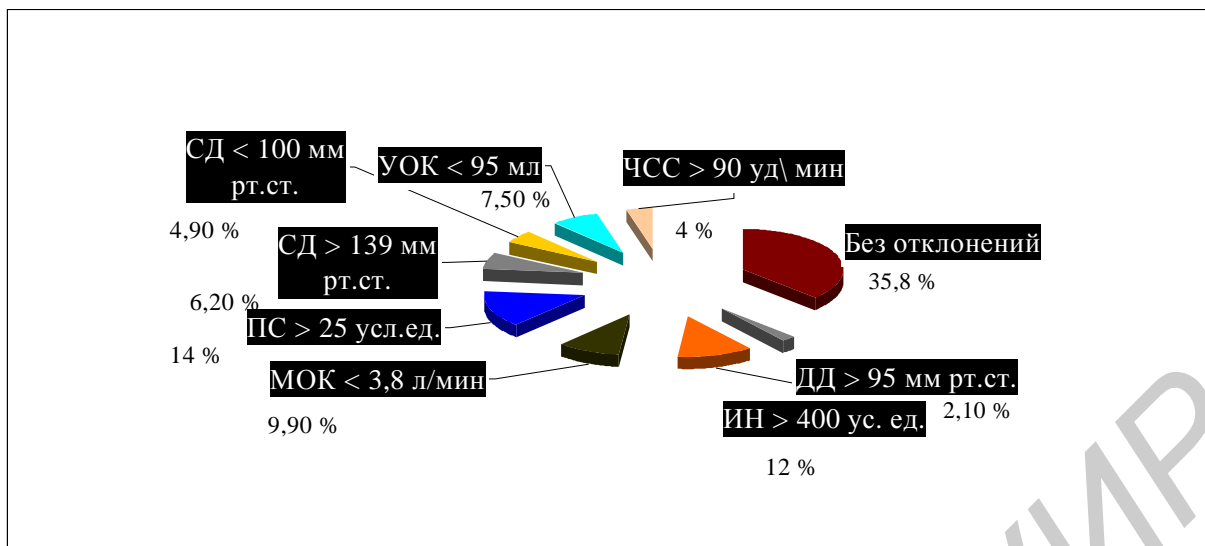 СД < 100 мм
рт.ст.
4,90 %
УОК < 95 мл
7,50 %
ЧСС > 90 уд\ мин
4 %
Без отклонений
35,8 %
СД > 139 мм
рт.ст.
6,20 %
ПС > 25 усл.ед.
14 %
МОК < 3,8 л/мин
9,90 %
ДД > 95 мм рт.ст.
2,10 %
ИН > 400 ус. ед.
12 %